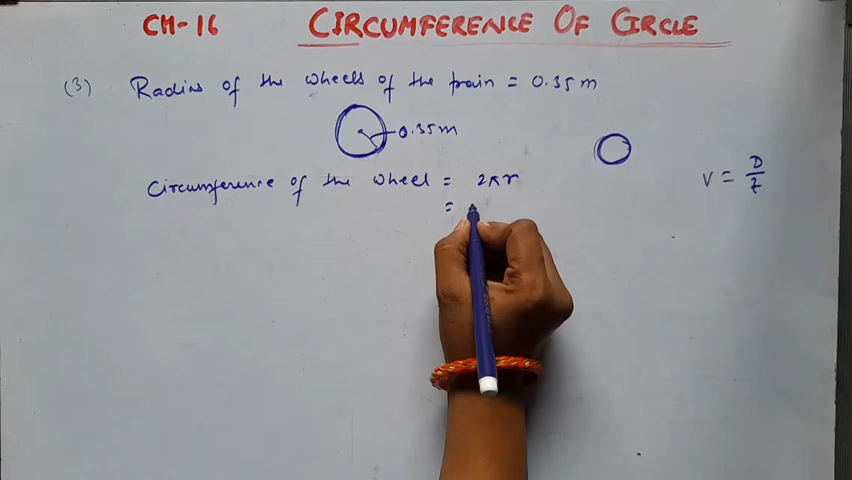 CH-16 CIRCUMFERENCE OF CIRCLE
(3) Radius of the wheels of the train = 0.35m
0.35m
Circumference of the wheel = 2πr
=
V = D/t